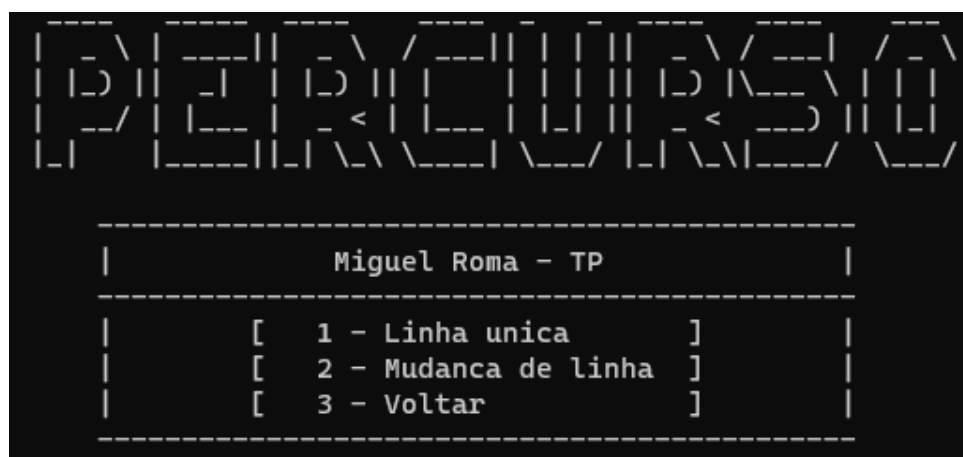 PERCURSO
Miguel Roma - TP
[ 1 - Linha unica ]
[ 2 - Mudanca de linha ]
[ 3 - Voltar ]